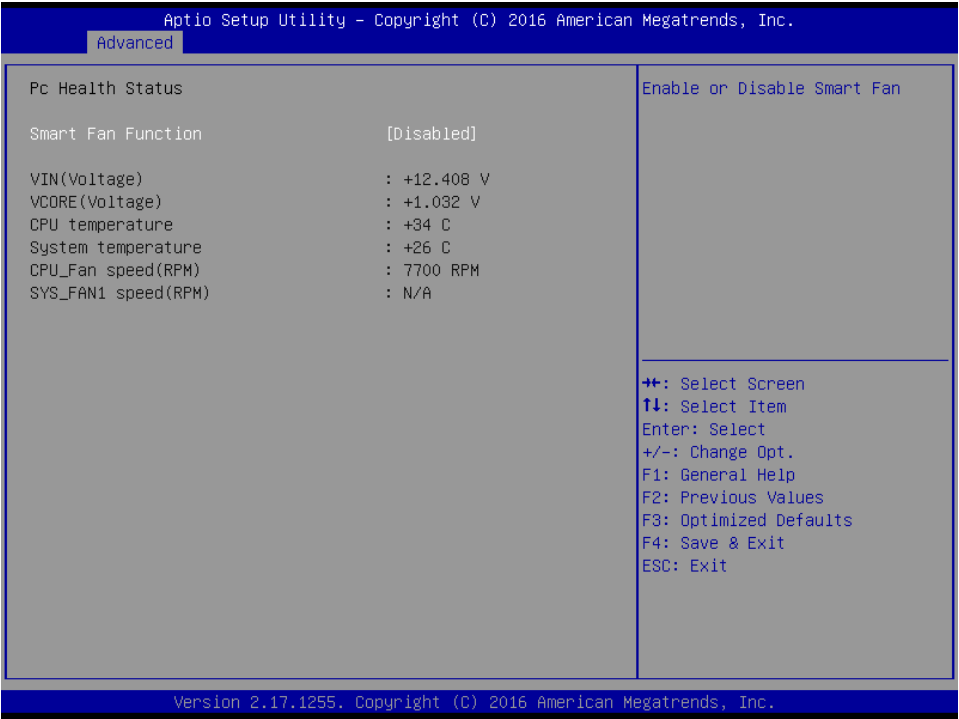 Aptio Setup Utility – Copyright (C) 2016 American Megatrends, Inc.
Advanced
Pc Health Status
Smart Fan Function [Disabled]
VIN(Voltage) : +12.408 V
VCORE(Voltage) : +1.032 V
CPU temperature : +34 C
System temperature : +26 C
CPU_Fan speed(RPM) : 7700 RPM
SYS_FAN1 speed(RPM) : N/A
Enable or Disable Smart Fan
→←: Select Screen
↑↓: Select Item
Enter: Select
+/-: Change Opt.
F1: General Help
F2: Previous Values
F3: Optimized Defaults
F4: Save & Exit
ESC: Exit
Version 2.17.1255. Copyright (C) 2016 American Megatrends, Inc.